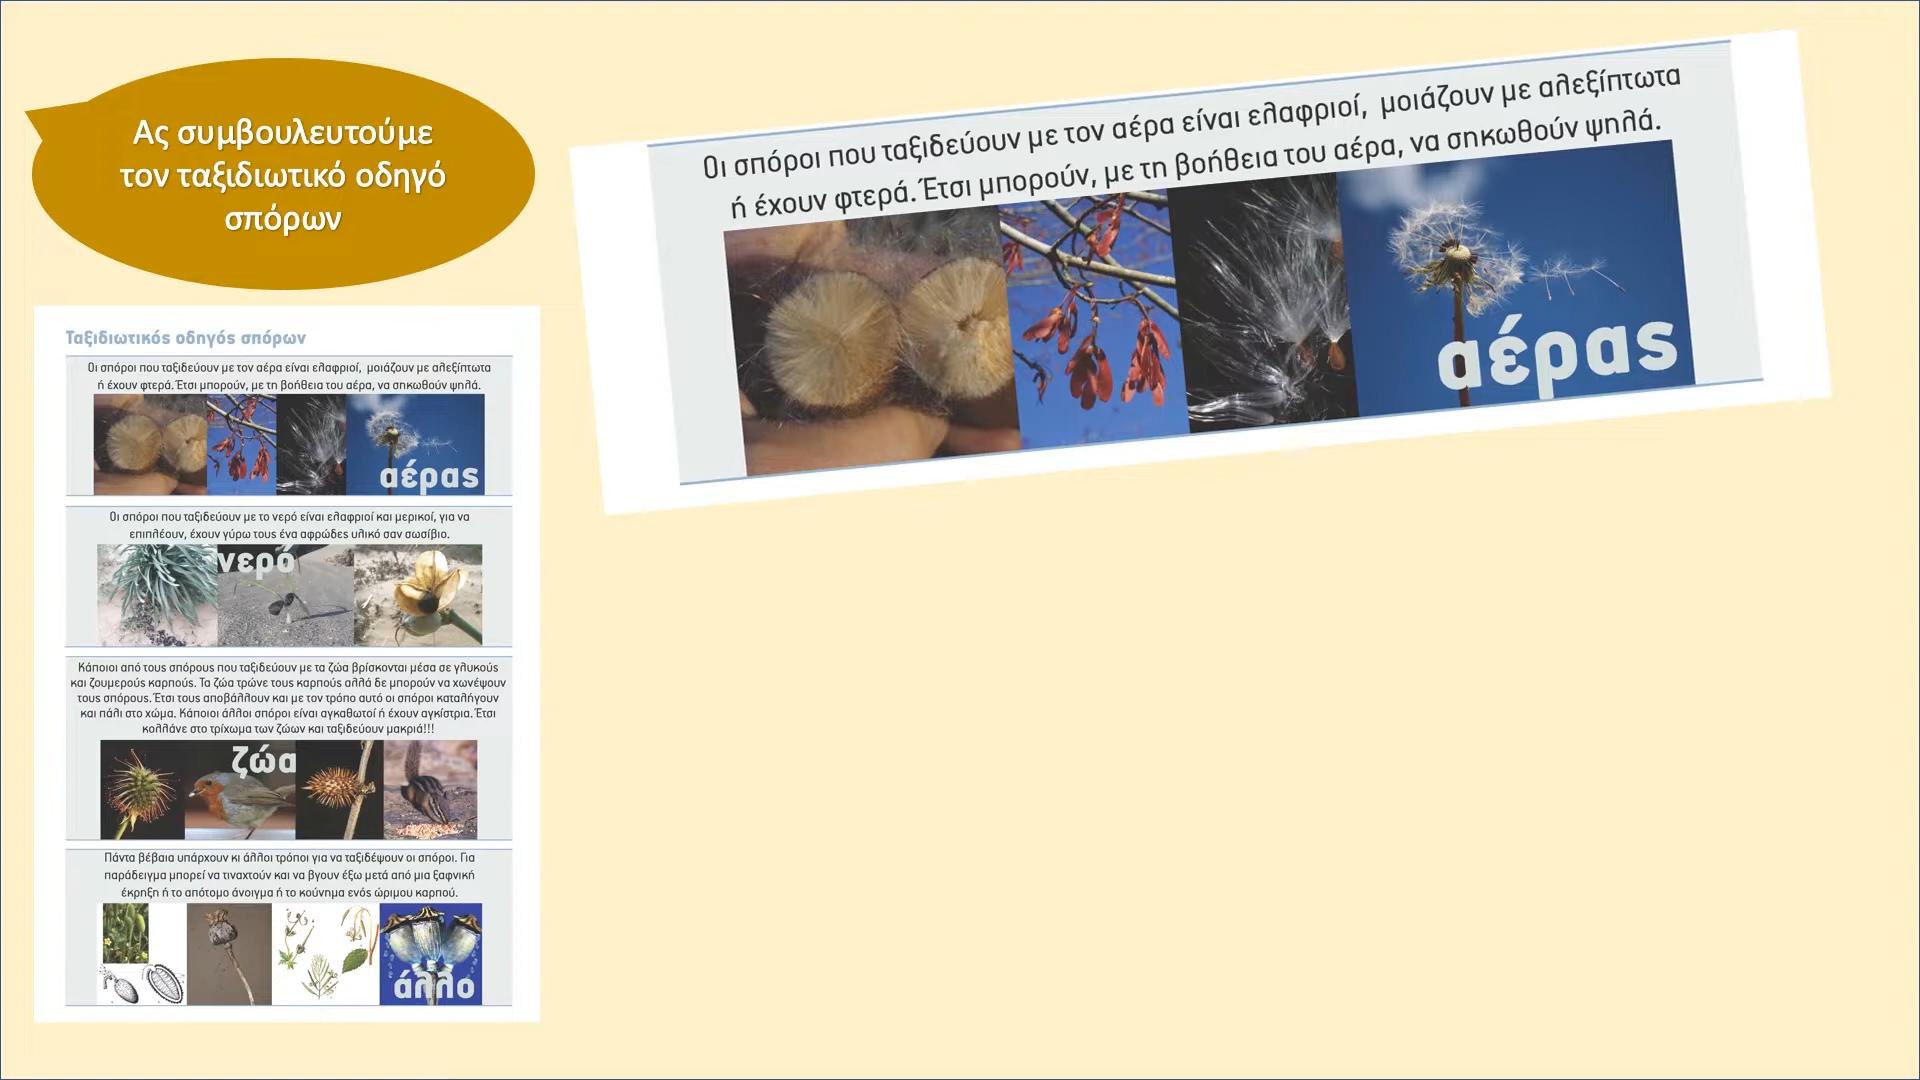 Ας συμβουλευτούμε
τον ταξιδιωτικό οδηγό
σπόρων
Οι σπόροι που ταξιδεύουν με τον αέρα είναι ελαφριοί, μοιάζουν με αλεξίπτωτα
ή έχουν φτερά. Έτσι μπορούν, με τη βοήθεια του αέρα, να σηκωθούν ψηλά.
αέρας
Ταξιδιωτικός οδηγός σπόρων
Οι σπόροι που ταξιδεύουν με τον αέρα είναι ελαφριοί, μοιάζουν με αλεξίπτωτα
ή έχουν φτερά. Έτσι μπορούν, με τη βοήθεια του αέρα, να σηκωθούν ψηλά.
αέρας
Οι σπόροι που ταξιδεύουν με το νερό είναι ελαφριοί και μερικοί, για να
επιπλέουν, έχουν γύρω τους ένα αφρώδες υλικό σαν σωσίβιο.
νερό
Κάποιοι από τους σπόρους που ταξιδεύουν με τα ζώα βρίσκονται μέσα σε γλυκούς
και ζουμερούς καρπούς. Τα ζώα τρώνε τους καρπούς αλλά δε μπορούν να χωνέψουν
τους σπόρους. Έτσι τους αποβάλλουν και με τον τρόπο αυτό οι σπόροι καταλήγουν
και πάλι στο χώμα. Κάποιοι άλλοι σπόροι είναι αγκαθωτοί ή έχουν αγκίστρια. Έτσι
κολλάνε στο τρίχωμα των ζώων και ταξιδεύουν μακριά!!!
ζώα
Πάντα βέβαια υπάρχουν κι άλλοι τρόποι για να ταξιδέψουν οι σπόροι. Για
παράδειγμα μπορεί να τιναχτούν και να βγουν έξω μετά από μια ξαφνική
έκρηξη ή το απότομο άνοιγμα ή το κούνημα ενός ώριμου καρπού.
άλλο